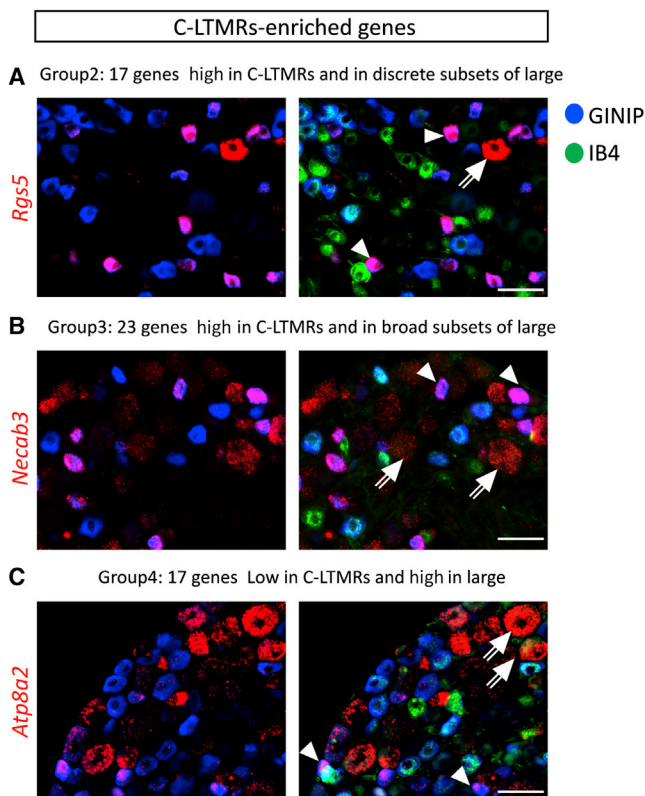 C-LTMRs-enriched genes
A Group2: 17 genes high in C-LTMRs and in discrete subsets of large
Rgs5
GINIP
IB4
B Group3: 23 genes high in C-LTMRs and in broad subsets of large
Necab3
C Group4: 17 genes Low in C-LTMRs and high in large
Atp8a2